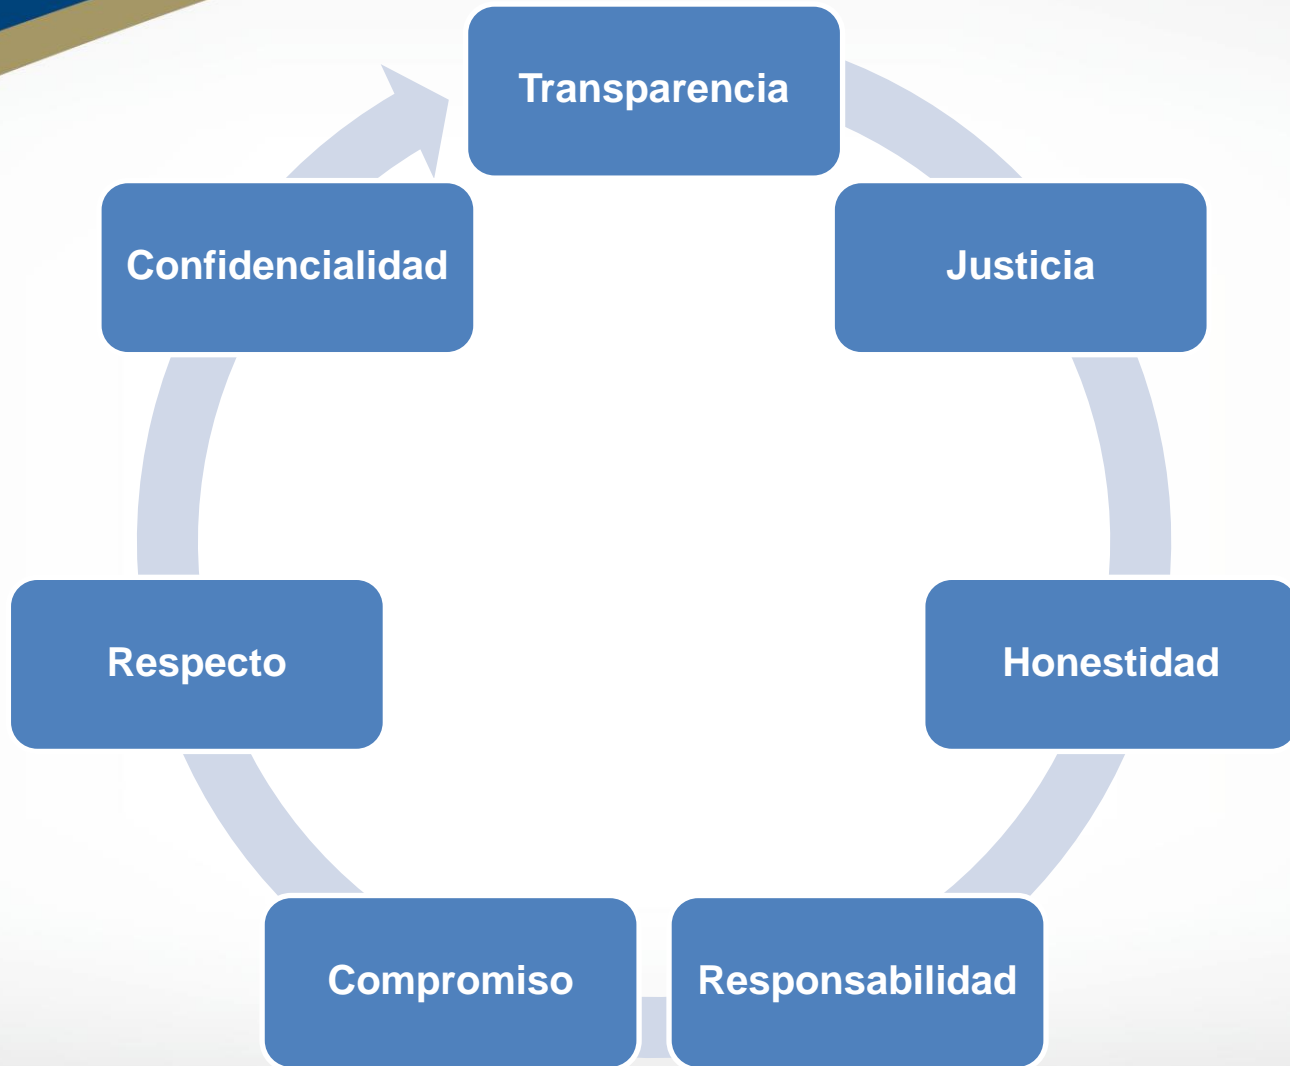 Transparencia
Justicia
Honestidad
Responsabilidad
Compromiso
Respecto
Confidencialidad